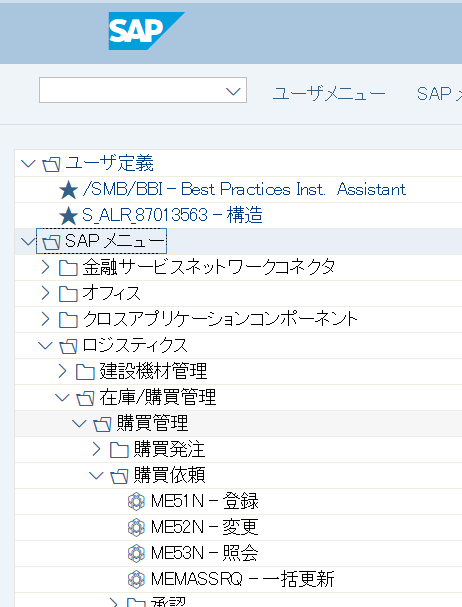 SAP
ユーザメニュー SAP
ユーザ定義
/SMB/BBI - Best Practices Inst. Assistant
S_ALR_87013563 - 構造
SAP メニュー
金融サービスネットワークコネクタ
オフィス
クロスアプリケーションコンポーネント
ロジスティクス
建設機材管理
在庫/購買管理
購買管理
購買発注
購買依頼
ME51N - 登録
ME52N - 変更
ME53N - 照会
MEMASSRQ - 一括更新
承認